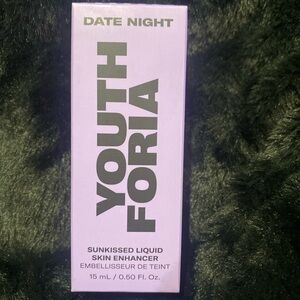 DATE NIGHT
YOUTH
FORIA
SUNKISSED LIQUID
SKIN ENHANCER
EMBELLISSEUR DE TEINT
15 mL / 0.50 Fl. Oz.